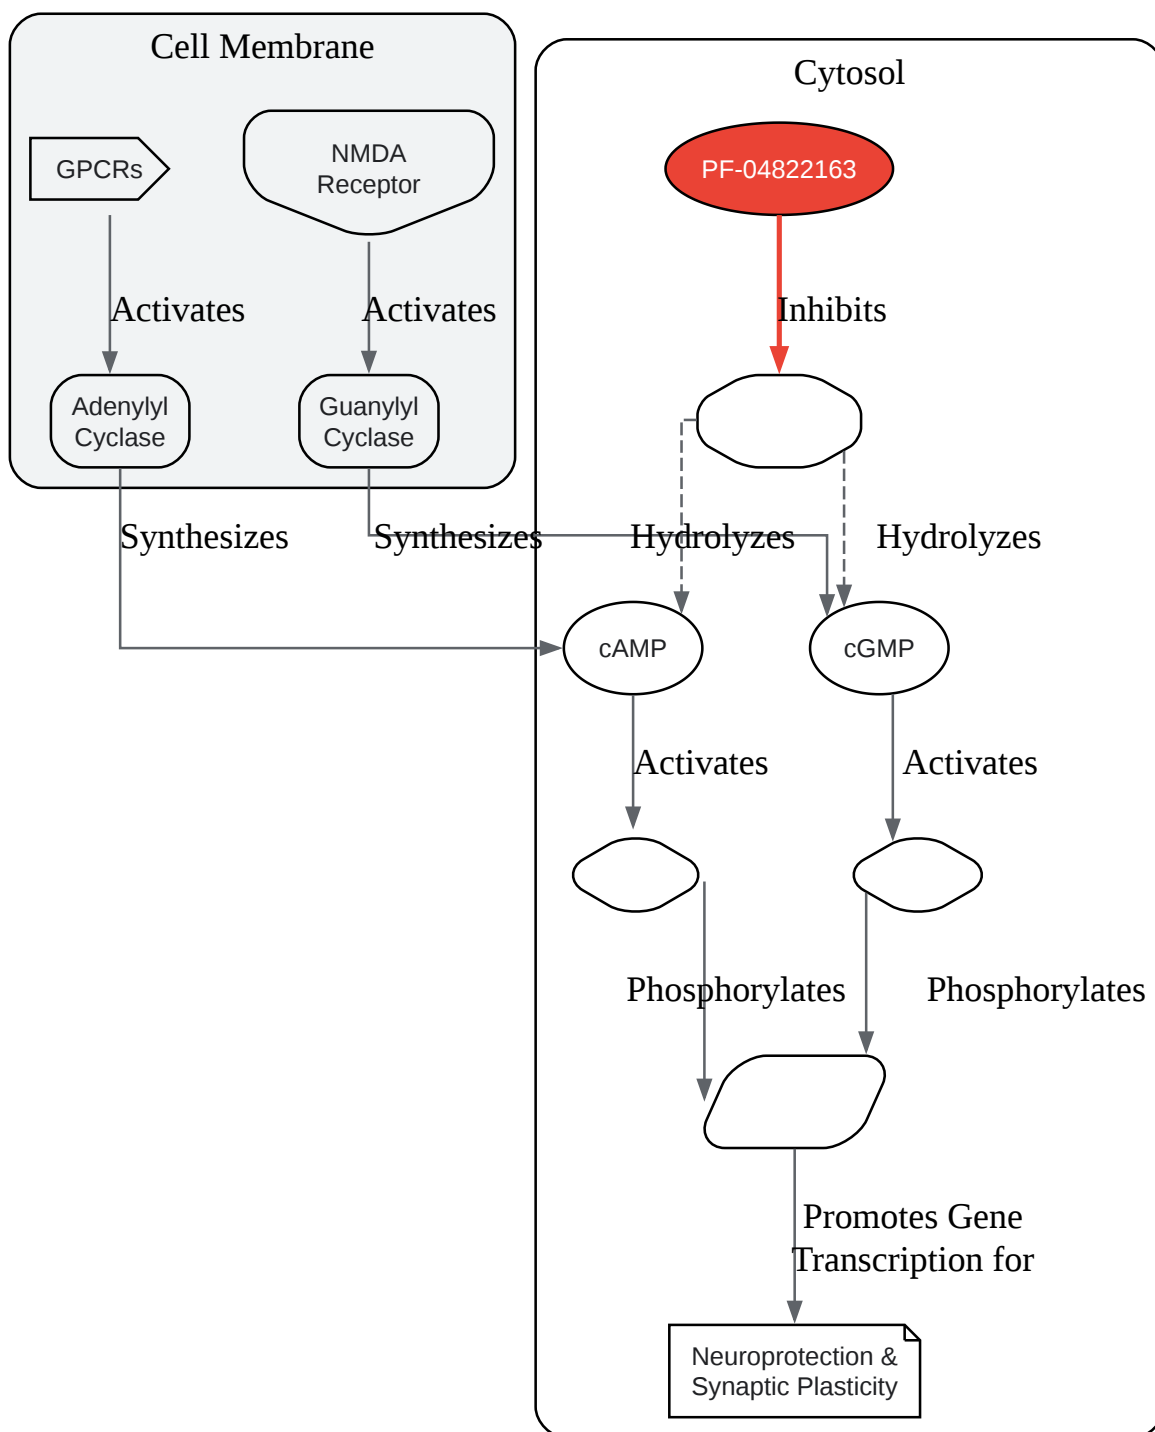 Cell Membrane
GPCRs
NMDA
Receptor
Activates
Activates
Adenylyl
Cyclase
Guanylyl
Cyclase
Synthesizes
Synthesizes
Cytosol
PF-04822163
Inhibits
Hydrolyzes
Hydrolyzes
cAMP
cGMP
Activates
Activates
Phosphorylates
Phosphorylates
Promotes Gene
Transcription for
Neuroprotection &
Synaptic Plasticity